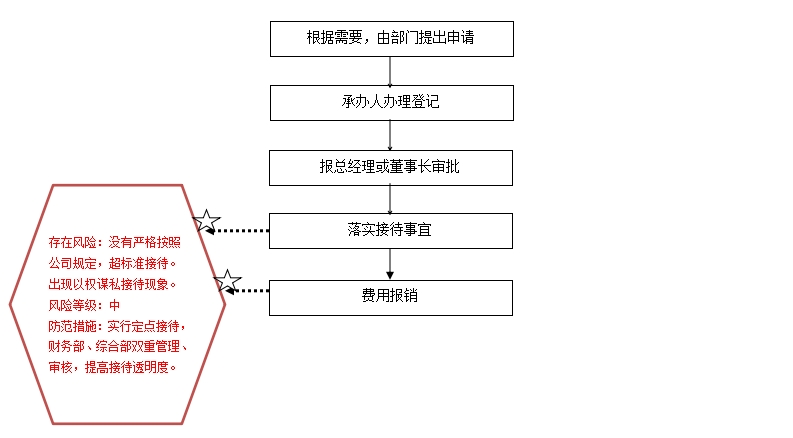 根据需要，由部门提出申请
承办人办理登记
报总经理或董事长审批
落实接待事宜
费用报销
存在风险：没有严格按照
公司规定，超标准接待。
出现以权谋私接待现象。
风险等级：中
防范措施：实行定点接待，
财务部、综合部双重管理、
审核，提高接待透明度。